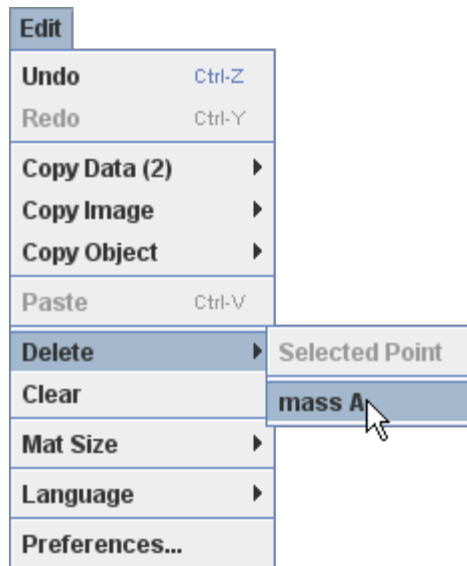 Edit
Undo Ctrl-Z
Redo Ctrl-Y
Copy Data (2)
Copy Image
Copy Object
Paste Ctrl-V
Delete
Selected Point
Clear
mass A
Mat Size
Language
Preferences...